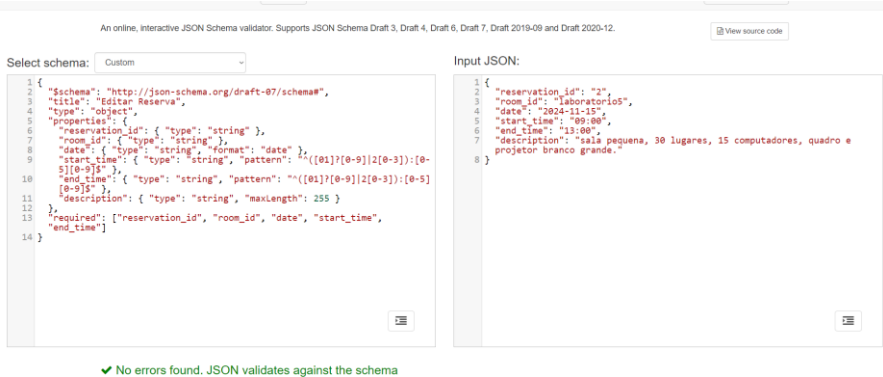 An online, interactive JSON Schema validator. Supports JSON Schema Draft 3, Draft 4, Draft 6, Draft 7, Draft 2019-09 and Draft 2020-12.
View source code
Select schema: Custom
1 {
2 "$schema": "http://json-schema.org/draft-07/schema#",
3 "title": "Editar Reserva",
4 "type": "object",
5 "properties": {
6 "reservation_id": { "type": "string" },
7 "room_id": { "type": "string" },
8 "date": { "type": "string", "format": "date" },
9 "start_time": { "type": "string", "pattern": "^([01]?[0-9]|2[0-3]):[0-
5][0-9]$" },
10 "end_time": { "type": "string", "pattern": "^([01]?[0-9]|2[0-3]):[0-5]
[0-9]$" },
11 "description": { "type": "string", "maxLength": 255 }
12 },
13 "required": ["reservation_id", "room_id", "date", "start_time",
"end_time"]
14 }
Input JSON:
1 {
2 "reservation_id": "2",
3 "room_id": "laboratorio5",
4 "date": "2024-11-15",
5 "start_time": "09:00",
6 "end_time": "13:00",
7 "description": "sala pequena, 30 lugares, 15 computadores, quadro e
projetor branco grande."
8 }
✔ No errors found. JSON validates against the schema